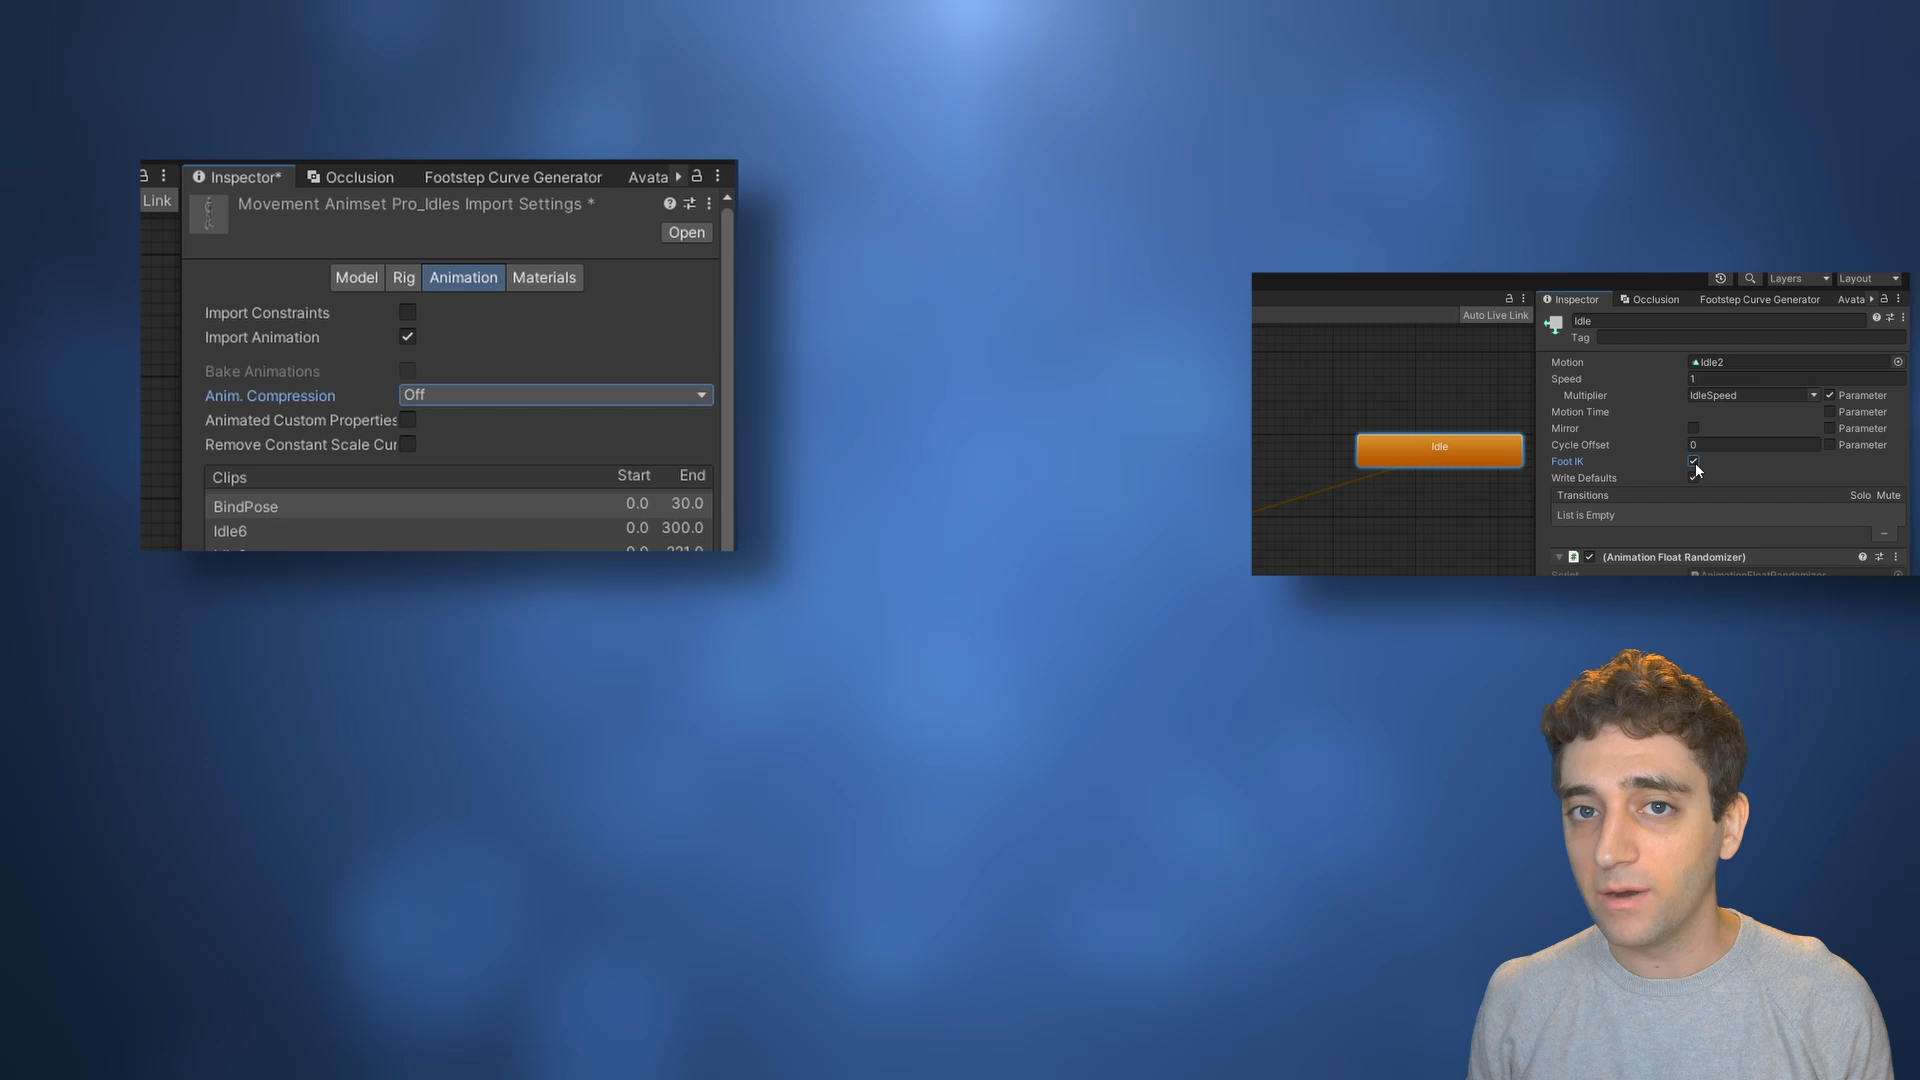 Inspector* Occlusion Footstep Curve Generator Avata
Link
Movement Animset Pro_Idles Import Settings *
Open
Model Rig Animation Materials
Import Constraints
Import Animation
Bake Animations
Anim. Compression Off
Animated Custom Properties
Remove Constant Scale Cur
Clips Start End
BindPose 0.0 30.0
Idle6 0.0 300.0
Layers Layout
Inspector Occlusion Footstep Curve Generator Avata
Auto Live Link
Idle
Tag
Motion Idle2
Speed 1
Multiplier IdleSpeed Parameter
Motion Time Parameter
Mirror Parameter
Cycle Offset 0 Parameter
Idle
Foot IK
Write Defaults
Transitions Solo Mute
List is Empty
(Animation Float Randomizer)